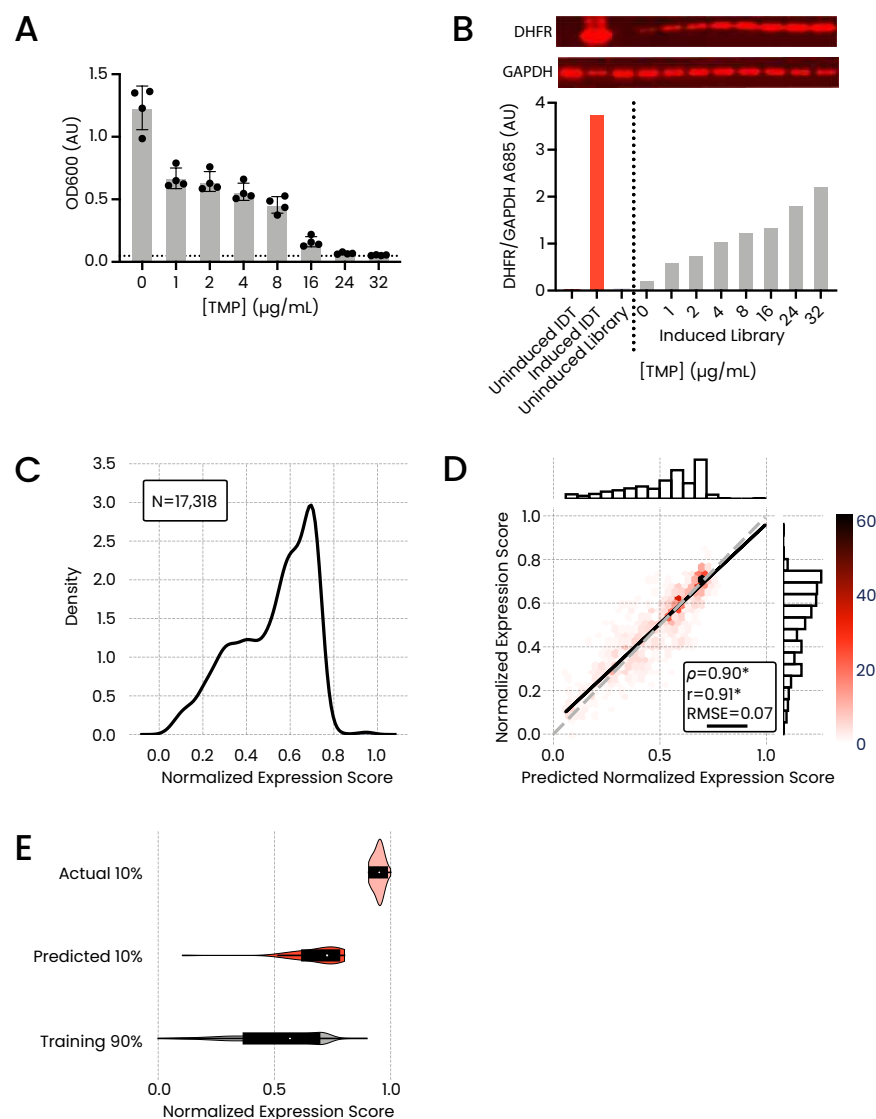 A
1.5
1.0
0.5
0.0
OD600 (AU)
0 1 2 4 8 16 24 32
[TMP] (μg/mL)
B
DHFR
GAPDH
4
3
2
1
0
DHFR/GAPDH A685 (AU)
Uninduced IDT
Induced IDT
Uninduced Library
0 1 2 4 8 16 24 32
Induced Library
[TMP] (μg/mL)
C
3.5
3.0
2.5
2.0
1.5
1.0
0.5
0.0
Density
N=17,318
0.0 0.2 0.4 0.6 0.8 1.0
Normalized Expression Score
D
0.0 0.5 1.0
1.0
0.8
0.6
0.4
0.2
0.0
Normalized Expression Score
ρ=0.90*
r=0.91*
RMSE=0.07
0.0 0.5 1.0
Predicted Normalized Expression Score
60
40
20
0
E
Actual 10%
Predicted 10%
Training 90%
0.0 0.5 1.0
Normalized Expression Score